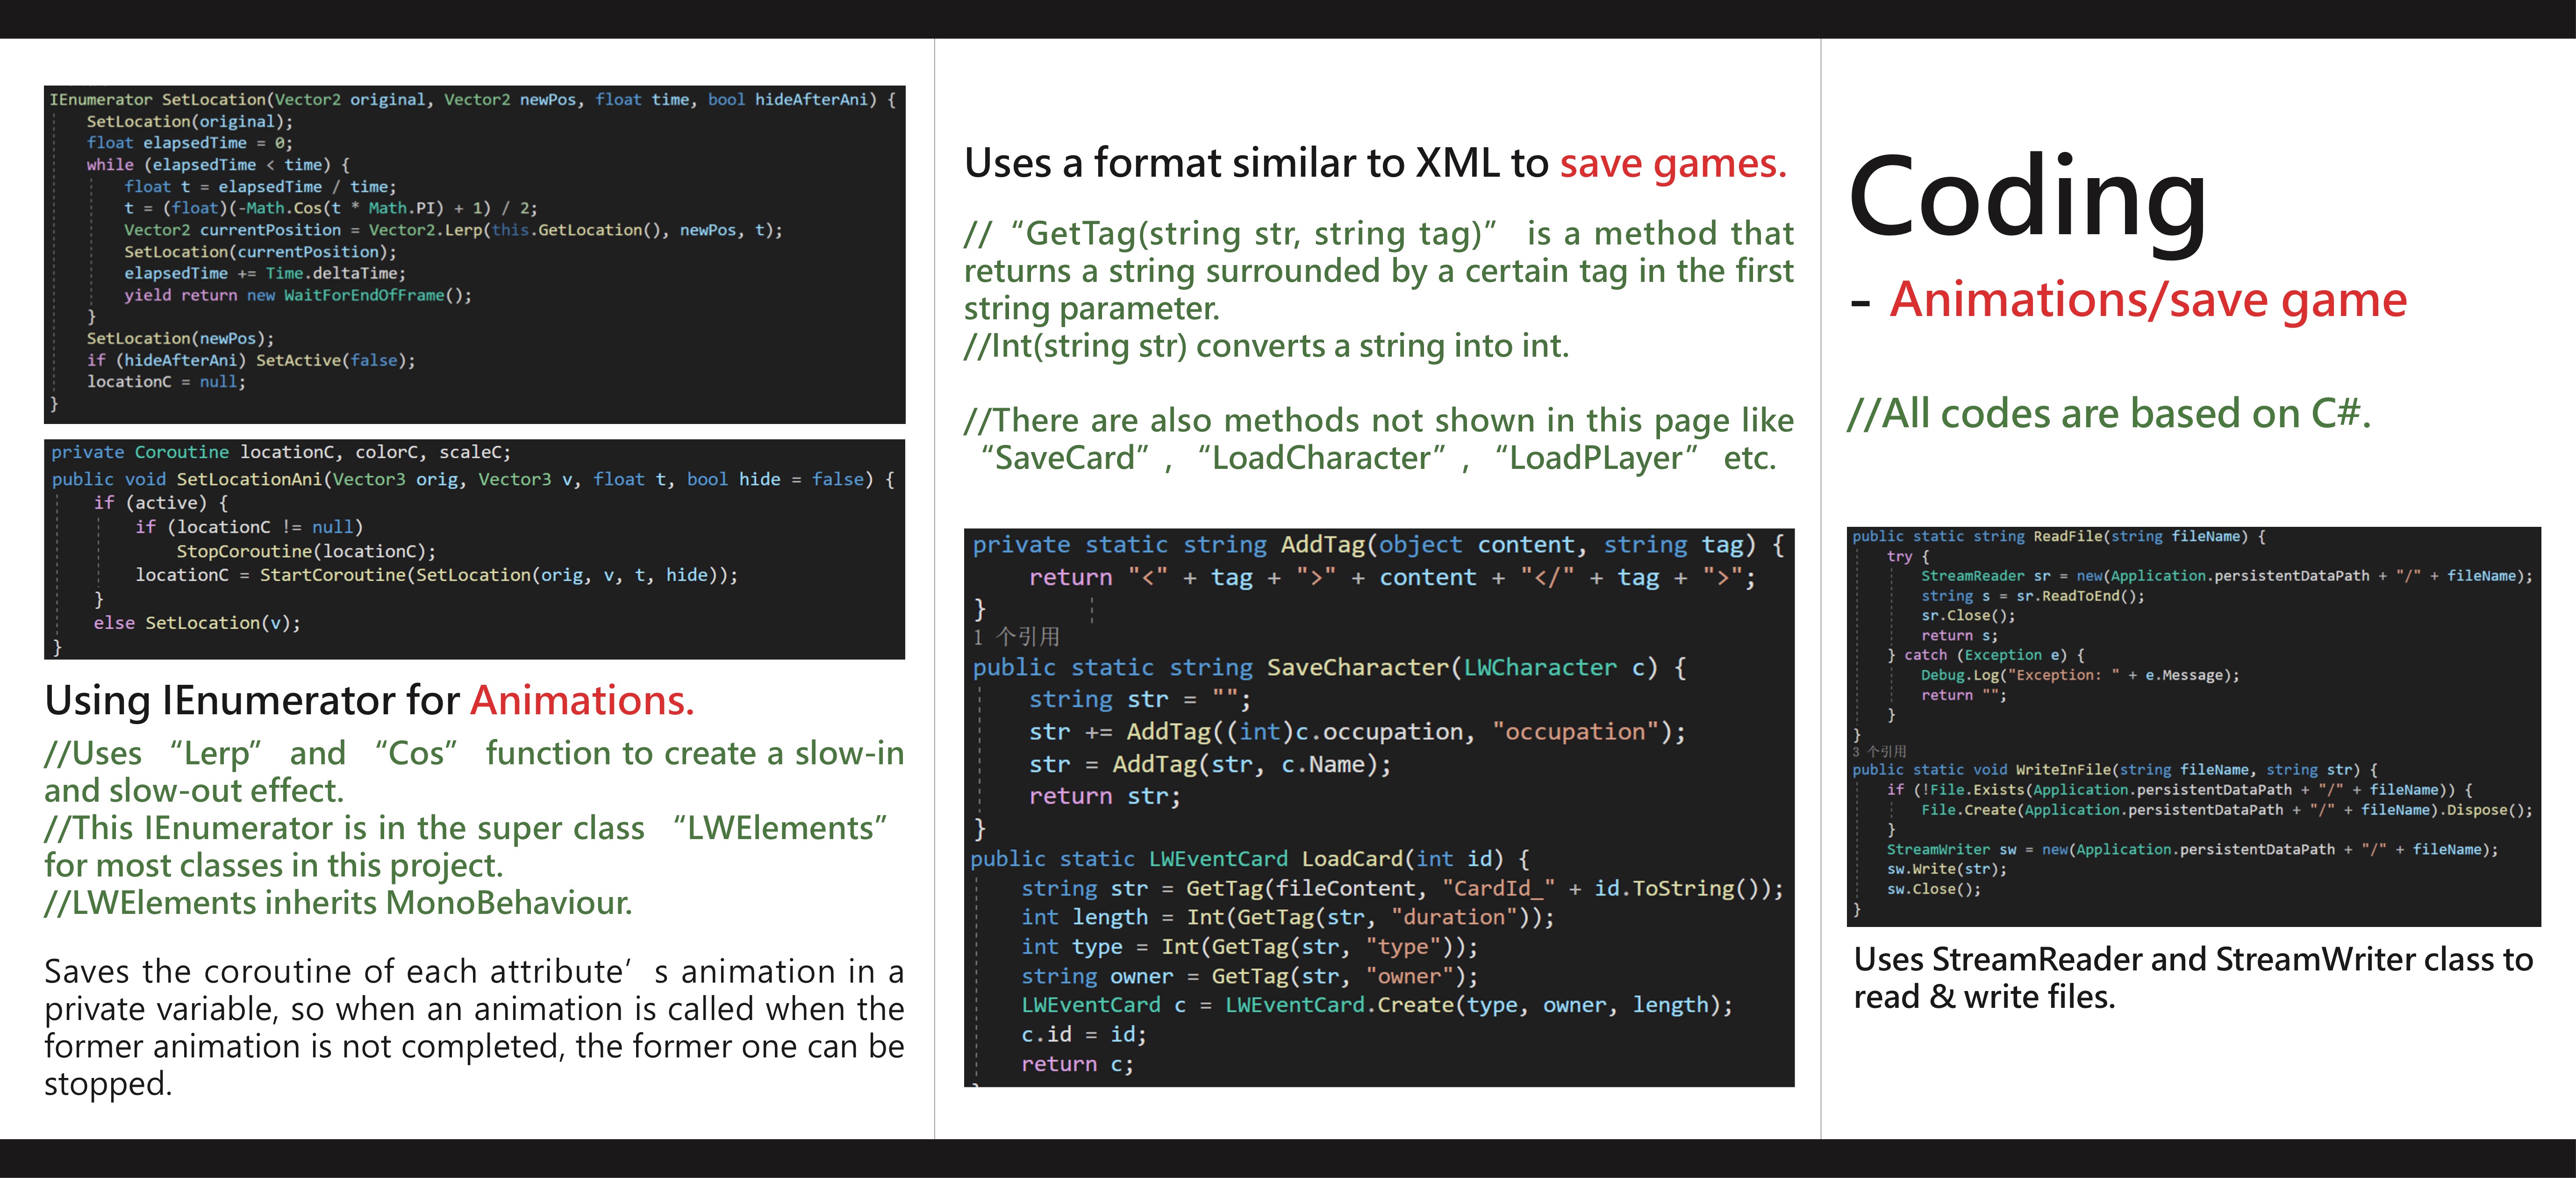 IEnumerator SetLocation(Vector2 original, Vector2 newPos, float time, bool hideAfterAni) {
SetLocation(original);
float elapsedTime = 0;
while (elapsedTime < time) {
float t = elapsedTime / time;
t = (float)(-Math.Cos(t * Math.PI) + 1) / 2;
Vector2 currentPosition = Vector2.Lerp(this.GetLocation(), newPos, t);
SetLocation(currentPosition);
elapsedTime += Time.deltaTime;
yield return new WaitForEndOfFrame();
}
SetLocation(newPos);
if (hideAfterAni) SetActive(false);
locationC = null;
}
private Coroutine locationC, colorC, scaleC;
public void SetLocationAni(Vector3 orig, Vector3 v, float t, bool hide = false) {
if (active) {
if (locationC != null)
StopCoroutine(locationC);
locationC = StartCoroutine(SetLocation(orig, v, t, hide));
}
else SetLocation(v);
}
Using IEnumerator for Animations.
//Uses “Lerp” and “Cos” function to create a slow-in
and slow-out effect.
//This IEnumerator is in the super class “LWElements”
for most classes in this project.
//LWElements inherits MonoBehaviour.
Saves the coroutine of each attribute’ s animation in a
private variable, so when an animation is called when the
former animation is not completed, the former one can be
stopped.
Uses a format similar to XML to save games.
// “GetTag(string str, string tag)” is a method that
returns a string surrounded by a certain tag in the first
string parameter.
//Int(string str) converts a string into int.
//There are also methods not shown in this page like
“SaveCard” , “LoadCharacter” , “LoadPLayer” etc.
private static string AddTag(object content, string tag) {
return "<" + tag + ">" + content + "</" + tag + ">";
}
1 个引用
public static string SaveCharacter(LWCharacter c) {
string str = "";
str += AddTag((int)c.occupation, "occupation");
str = AddTag(str, c.Name);
return str;
}
public static LWEventCard LoadCard(int id) {
string str = GetTag(fileContent, "CardId_" + id.ToString());
int length = Int(GetTag(str, "duration"));
int type = Int(GetTag(str, "type"));
string owner = GetTag(str, "owner");
LWEventCard c = LWEventCard.Create(type, owner, length);
c.id = id;
return c;
Coding
- Animations/save game
//All codes are based on C#.
public static string ReadFile(string fileName) {
try {
StreamReader sr = new(Application.persistentDataPath + "/" + fileName);
string s = sr.ReadToEnd();
sr.Close();
return s;
} catch (Exception e) {
Debug.Log("Exception: " + e.Message);
return "";
}
}
3 个引用
public static void WriteInFile(string fileName, string str) {
if (!File.Exists(Application.persistentDataPath + "/" + fileName)) {
File.Create(Application.persistentDataPath + "/" + fileName).Dispose();
}
StreamWriter sw = new(Application.persistentDataPath + "/" + fileName);
sw.Write(str);
sw.Close();
}
Uses StreamReader and StreamWriter class to
read & write files.